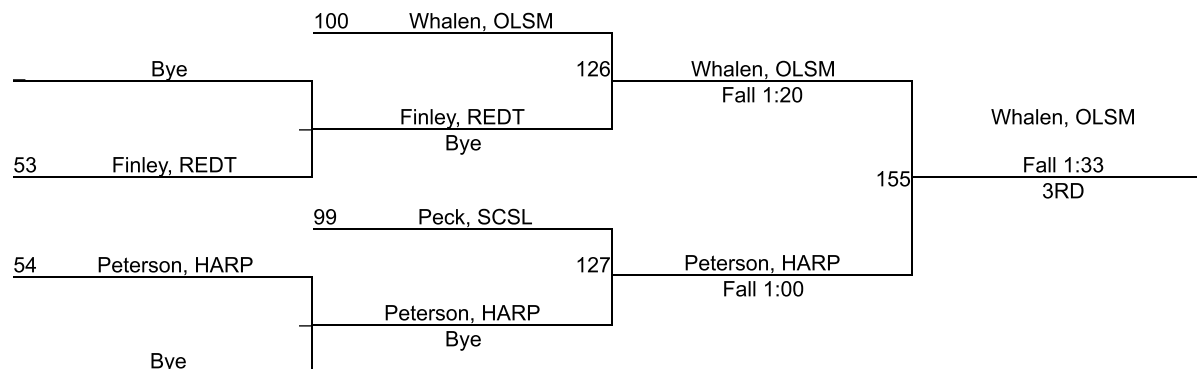 100 Whalen, OLSM
Bye
126 Whalen, OLSM
Fall 1:20
Finley, REDT
Bye
Whalen, OLSM
53 Finley, REDT
Fall 1:33
155
3RD
99 Peck, SCSL
54 Peterson, HARP
127 Peterson, HARP
Fall 1:00
Peterson, HARP
Bye
Bye